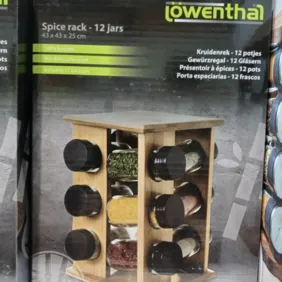 löwenthal
Spice rack - 12 jars
43 x 43 x 25 cm
Kruidenrek - 12 potjes
Gewürzregal - 12 Gläsern
Présentoir à épices - 12 pots
Porta especiarias - 12 frascos